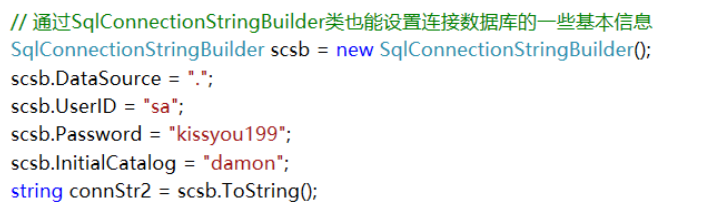 // 通过SqlConnectionStringBuilder类也能设置连接数据库的一些基本信息
SqlConnectionStringBuilder scsb = new SqlConnectionStringBuilder();
scsb.DataSource = ".";
scsb.UserID = "sa";
scsb.Password = "kissyou199";
scsb.InitialCatalog = "damon";
string connStr2 = scsb.ToString();